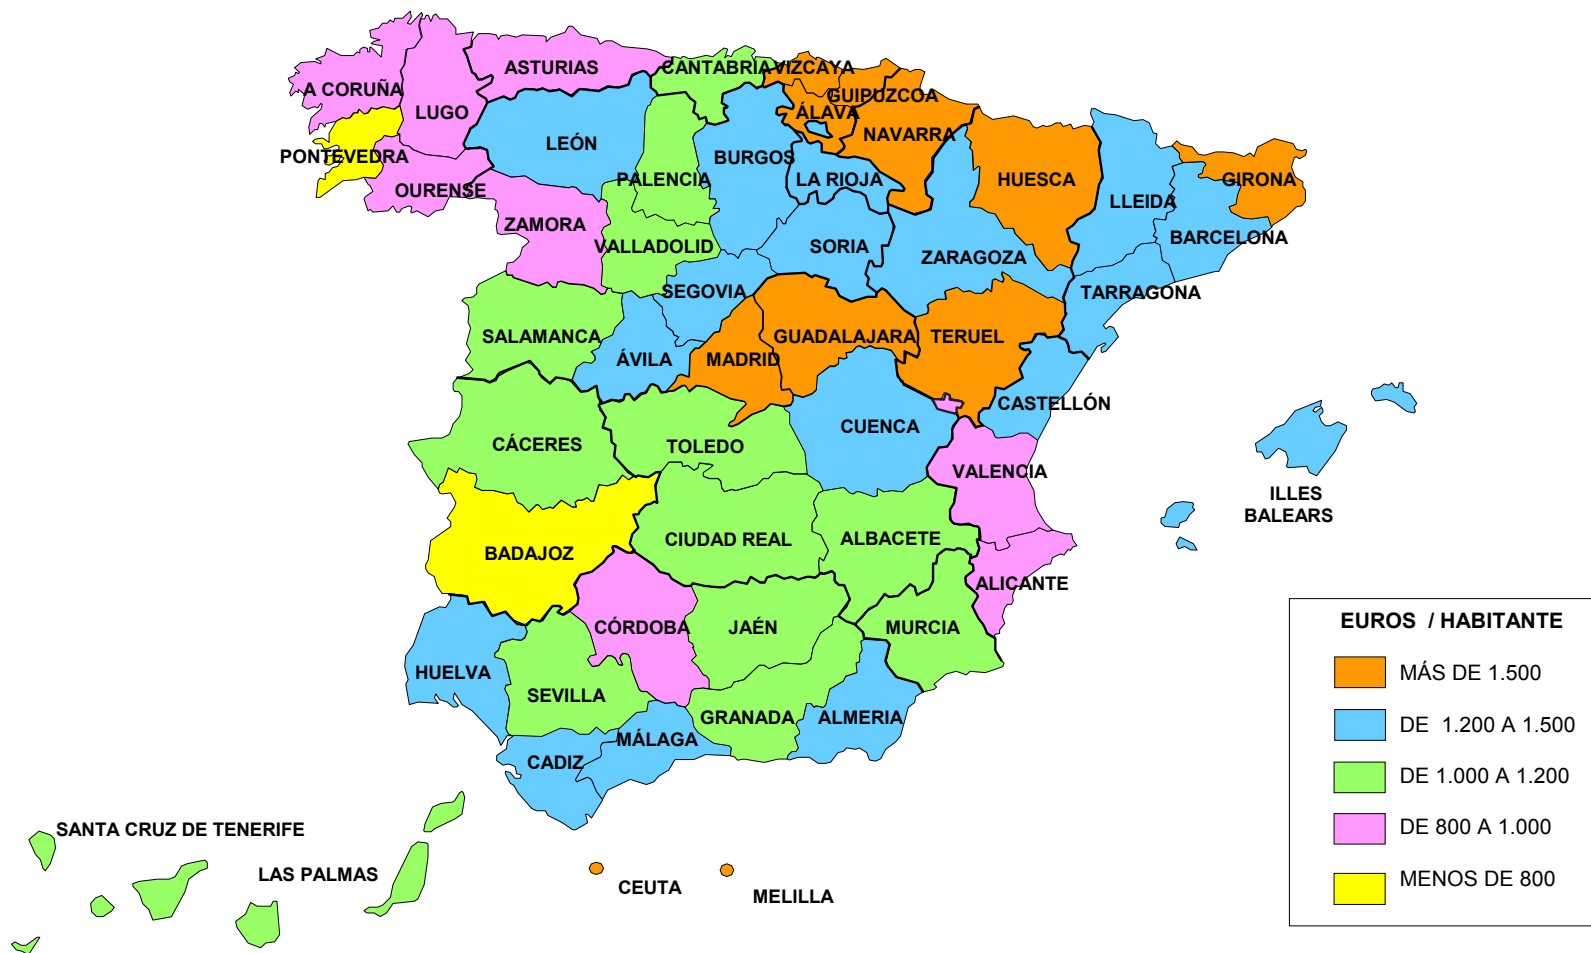 ASTURIAS
CANTABRIA
VIZCAYA
A CORUÑA
GUIPUZCOA
LUGO
ÁLAVA
NAVARRA
LEÓN
PONTEVEDRA
BURGOS
OURENSE
PALENCIA
LA RIOJA
HUESCA
GIRONA
LLEIDA
ZAMORA
VALLADOLID
SORIA
ZARAGOZA
BARCELONA
SEGOVIA
TARRAGONA
SALAMANCA
GUADALAJARA
TERUEL
ÁVILA
MADRID
CASTELLÓN
CUENCA
CÁCERES
TOLEDO
VALENCIA
ILLES
BALEARS
BADAJOZ
CIUDAD REAL
ALBACETE
ALICANTE
CÓRDOBA
JAÉN
MURCIA
HUELVA
SEVILLA
GRANADA
ALMERIA
MÁLAGA
CADIZ
SANTA CRUZ DE TENERIFE
LAS PALMAS
CEUTA
MELILLA
EUROS / HABITANTE
MÁS DE 1.500
DE 1.200 A 1.500
DE 1.000 A 1.200
DE 800 A 1.000
MENOS DE 800